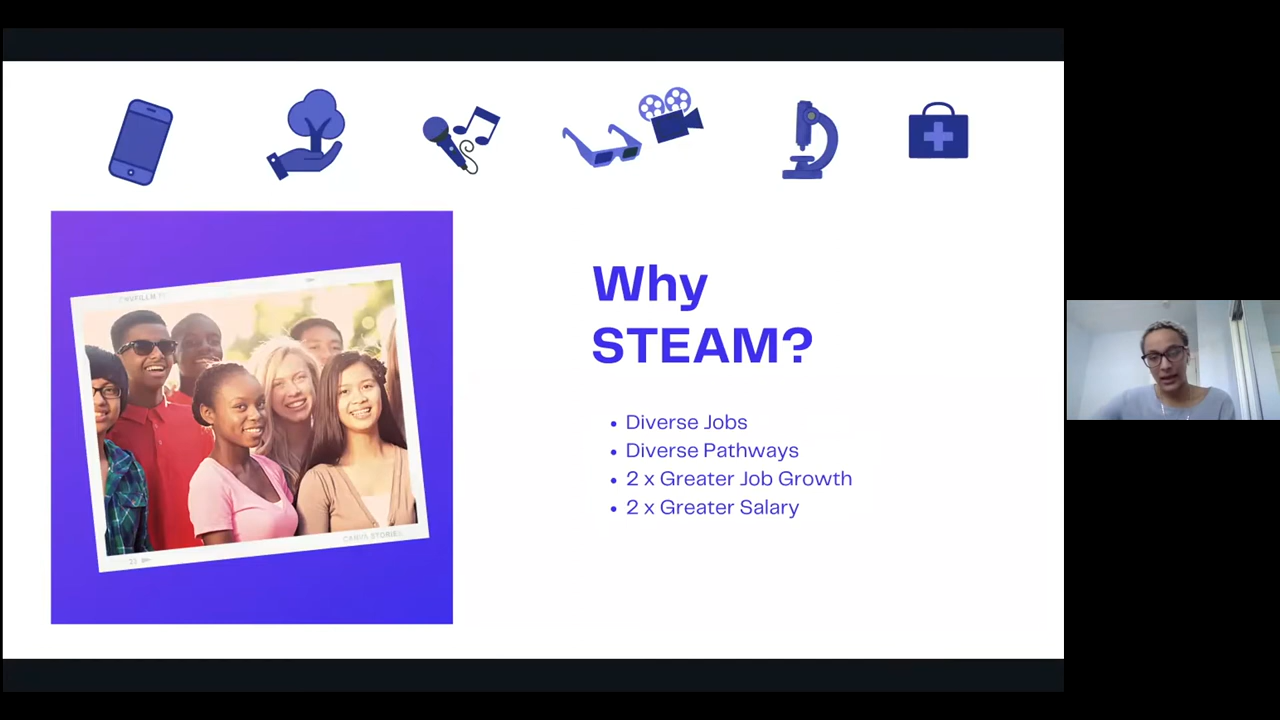 Why
STEAM?
• Diverse Jobs
• Diverse Pathways
• 2 x Greater Job Growth
• 2 x Greater Salary